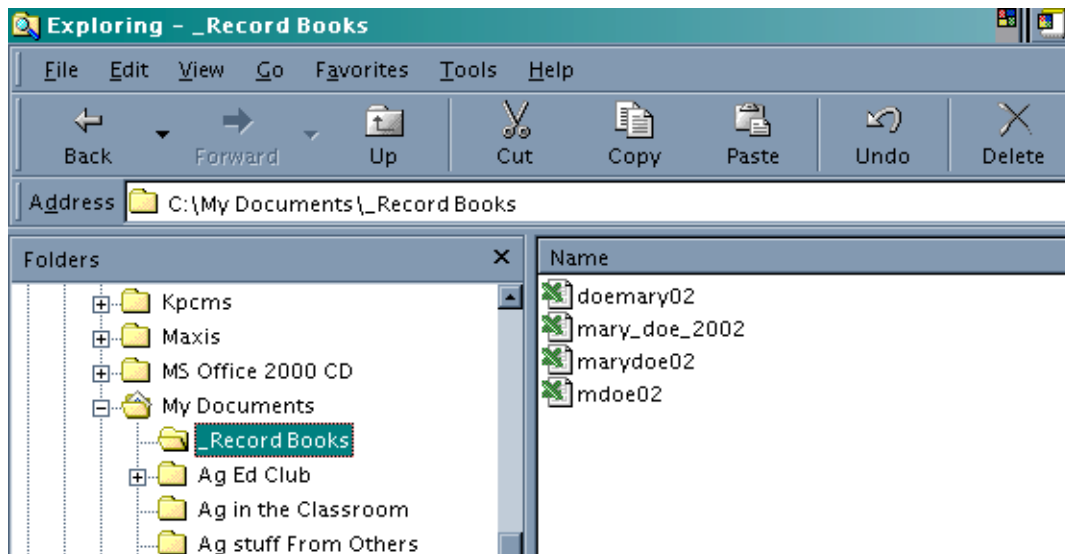 Exploring - _Record Books
File Edit View Go Favorites Tools Help
Back Forward Up Cut Copy Paste Undo Delete
Address C:\My Documents\_Record Books
Folders
Kpcms
Maxis
MS Office 2000 CD
My Documents
_Record Books
Ag Ed Club
Ag in the Classroom
Ag stuff From Others
Name
doemary02
mary_doe_2002
marydoe02
mdoe02